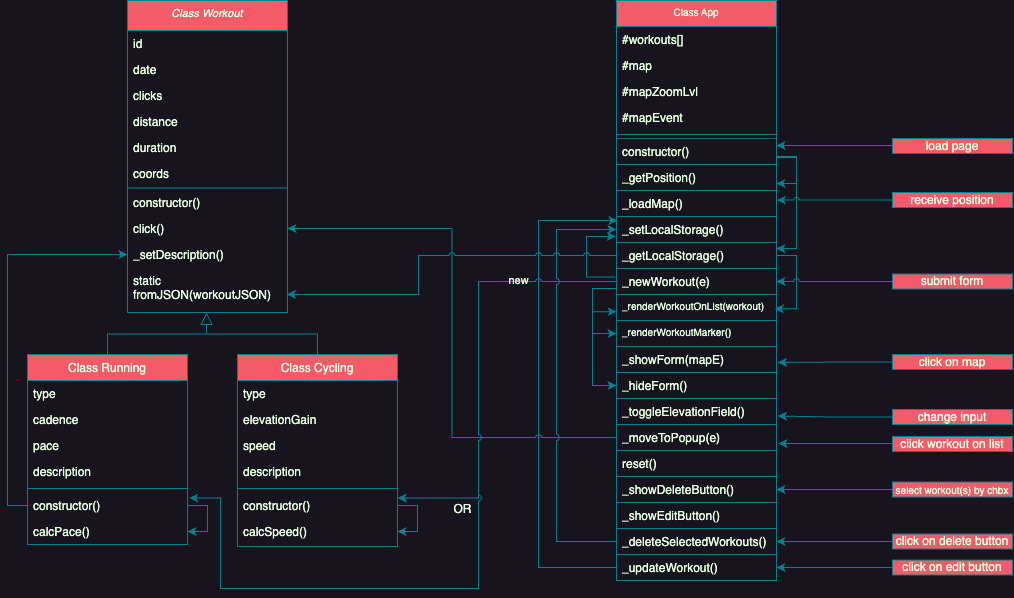 Class Workout
id
date
clicks
distance
duration
coords
constructor()
click()
_setDescription()
static
fromJSON(workoutJSON)
Class Running
type
cadence
pace
description
constructor()
calcPace()
Class Cycling
type
elevationGain
speed
description
constructor()
calcSpeed()
new
OR
Class App
#workouts[]
#map
#mapZoomLvl
#mapEvent
constructor()
_getPosition()
_loadMap()
_setLocalStorage()
_getLocalStorage()
_newWorkout(e)
_renderWorkoutOnList(workout)
_renderWorkoutMarker()
_showForm(mapE)
_hideForm()
_toggleElevationField()
_moveToPopup(e)
reset()
_showDeleteButton()
_showEditButton()
_deleteSelectedWorkouts()
_updateWorkout()
load page
receive position
submit form
click on map
change input
click workout on list
select workout(s) by chbx
click on delete button
click on edit button